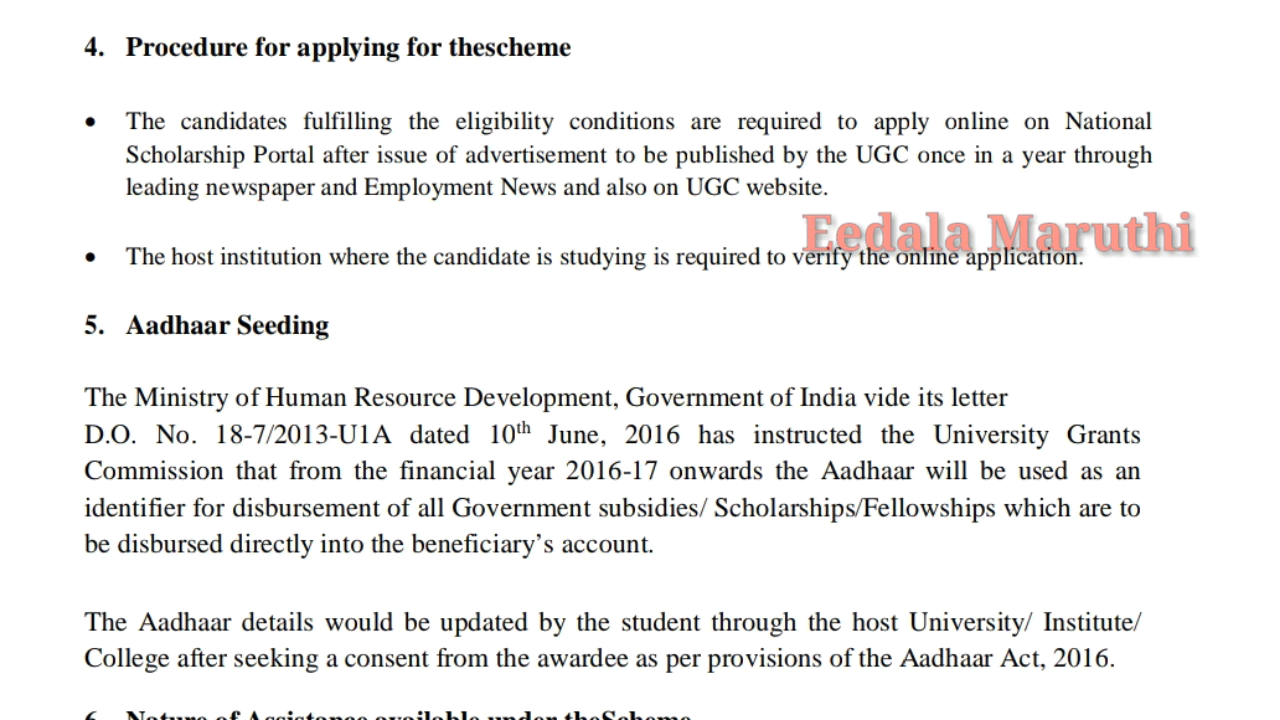 4. Procedure for applying for thescheme
• The candidates fulfilling the eligibility conditions are required to apply online on National
Scholarship Portal after issue of advertisement to be published by the UGC once in a year through
leading newspaper and Employment News and also on UGC website.
Eedala Maruthi
• The host institution where the candidate is studying is required to verify the online application.
5. Aadhaar Seeding
The Ministry of Human Resource Development, Government of India vide its letter
D.O. No. 18-7/2013-U1A dated 10th June, 2016 has instructed the University Grants
Commission that from the financial year 2016-17 onwards the Aadhaar will be used as an
identifier for disbursement of all Government subsidies/ Scholarships/Fellowships which are to
be disbursed directly into the beneficiary’s account.
The Aadhaar details would be updated by the student through the host University/ Institute/
College after seeking a consent from the awardee as per provisions of the Aadhaar Act, 2016.
6. Nature of Assistance available under theScheme